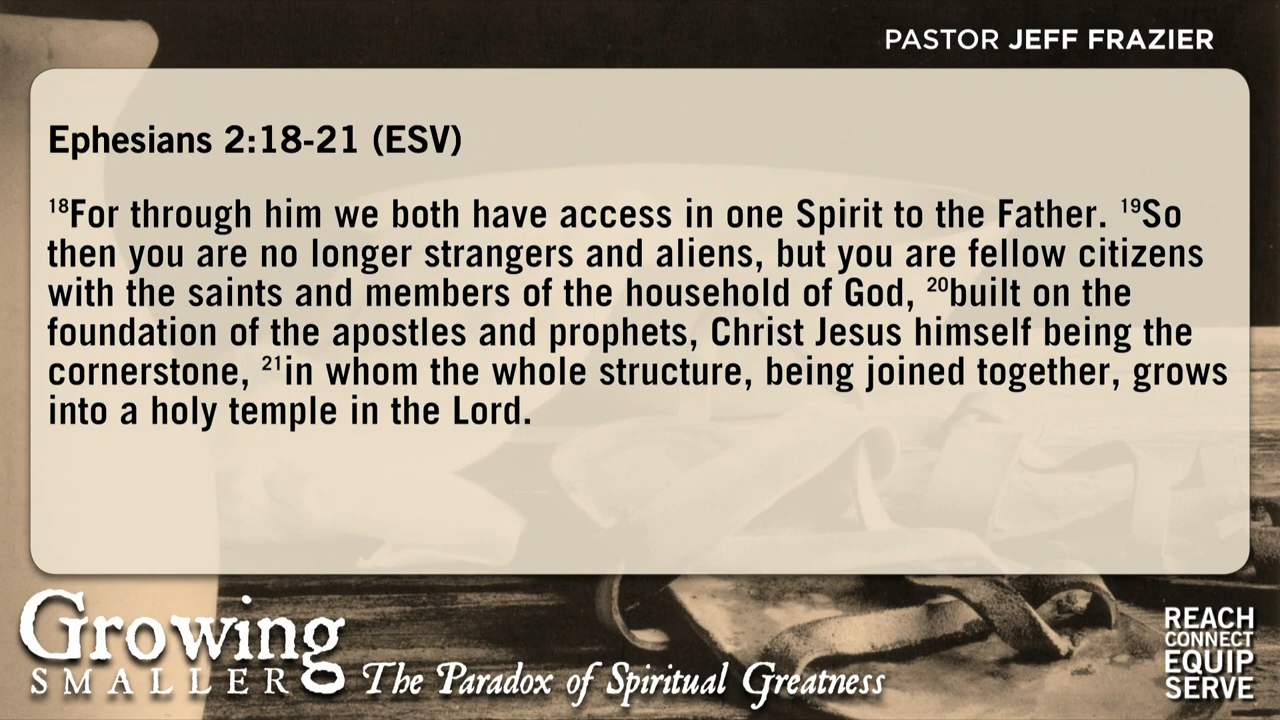 PASTOR JEFF FRAZIER
Ephesians 2:18-21 (ESV)
18For through him we both have access in one Spirit to the Father. 19So
then you are no longer strangers and aliens, but you are fellow citizens
with the saints and members of the household of God, 20built on the
foundation of the apostles and prophets, Christ Jesus himself being the
cornerstone, 21in whom the whole structure, being joined together, grows
into a holy temple in the Lord.
Growing
SMALLER
The Paradox of Spiritual Greatness
REACH
CONNECT
EQUIP
SERVE